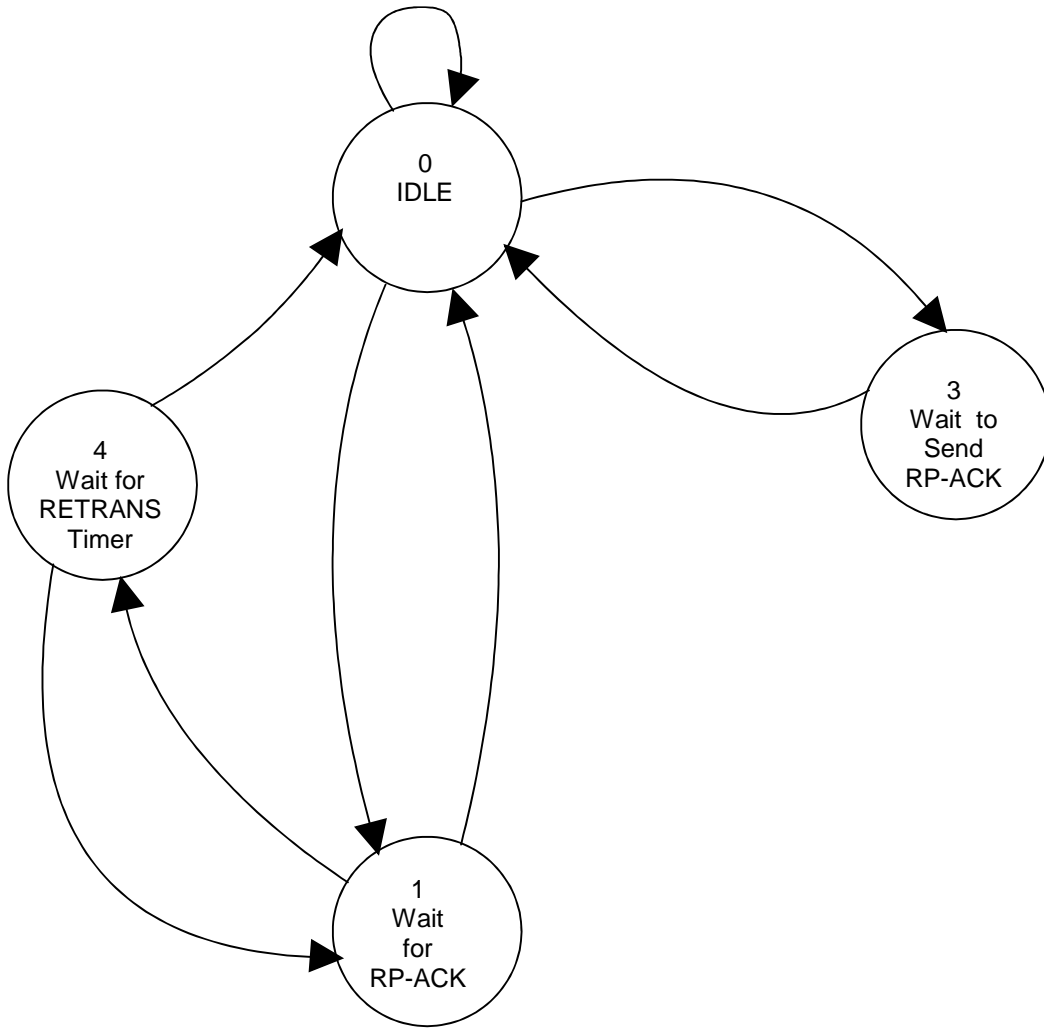 0
IDLE
3
Wait to
Send
RP-ACK
4
Wait for
RETRANS
Timer
1
Wait
for
RP-ACK